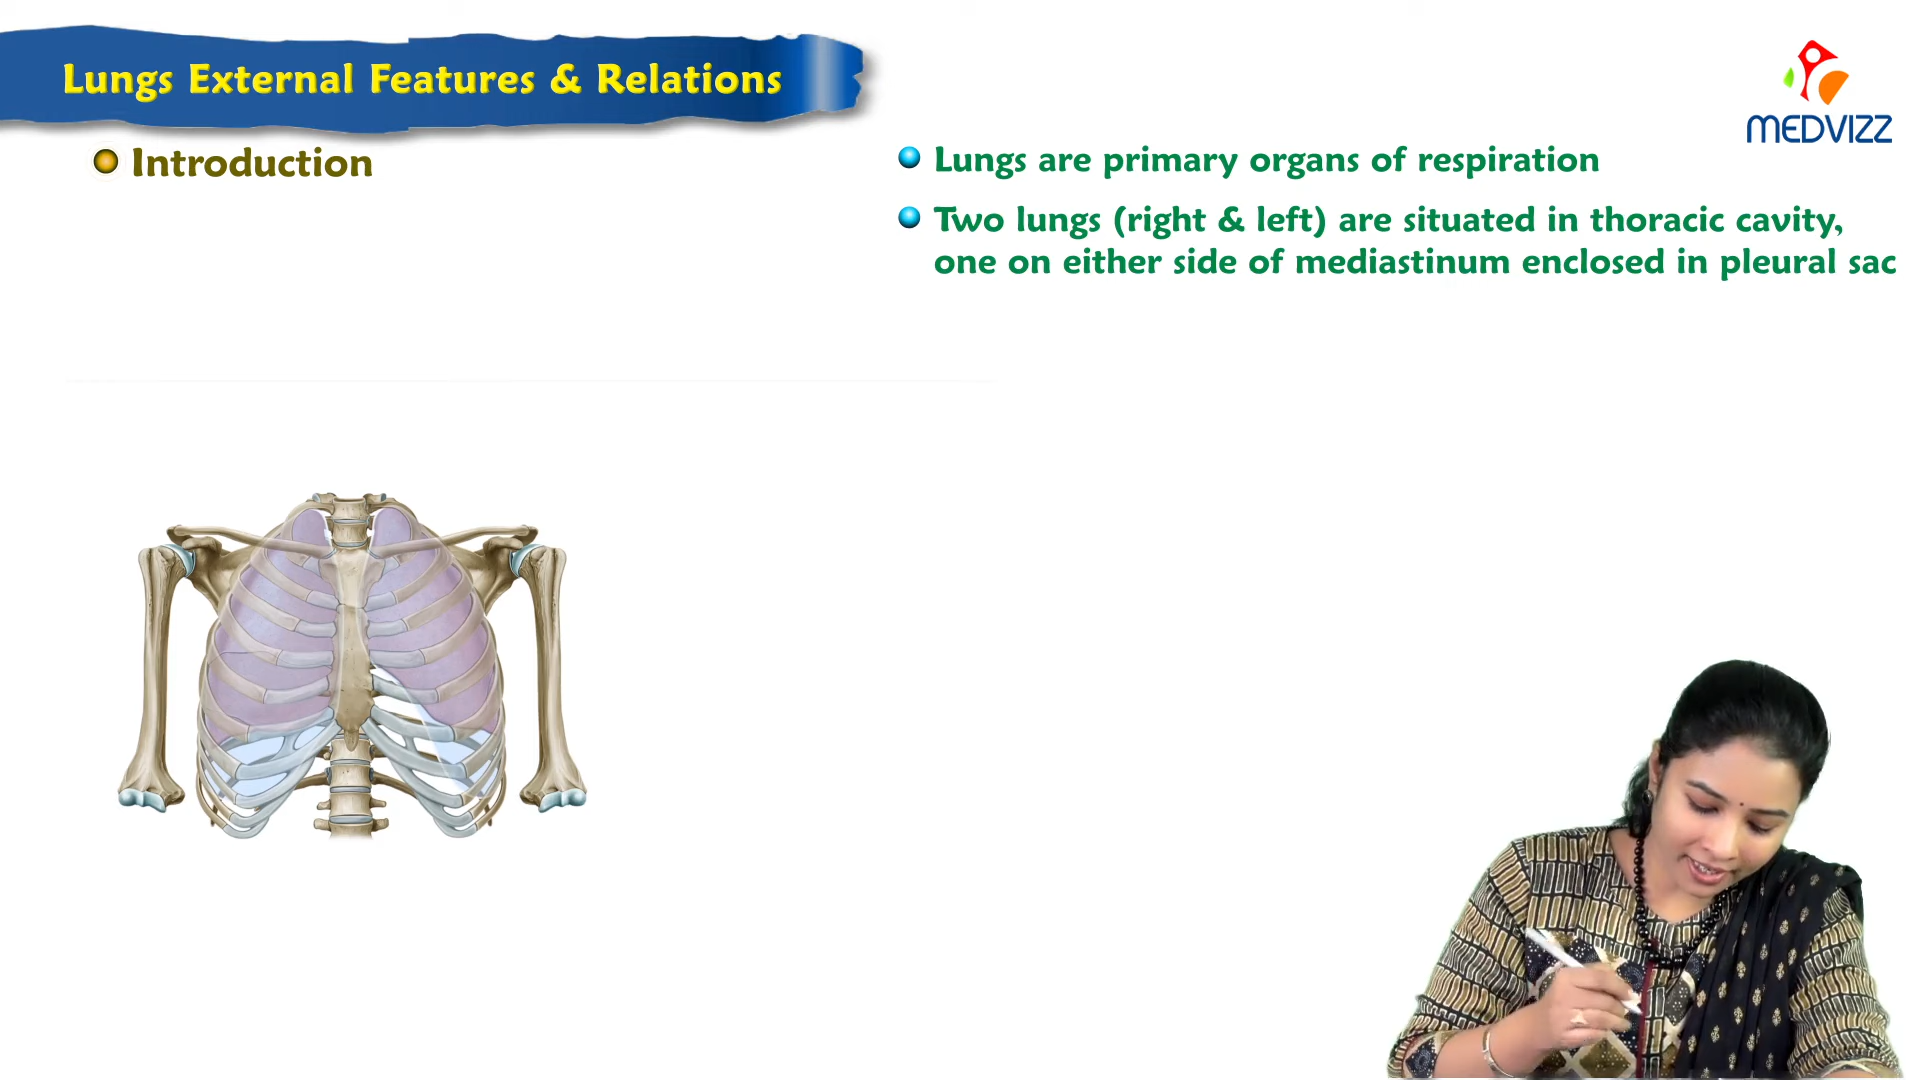 Lungs External Features & Relations
MEDVIZZ
Introduction
Lungs are primary organs of respiration
Two lungs (right & left) are situated in thoracic cavity,
one on either side of mediastinum enclosed in pleural sac